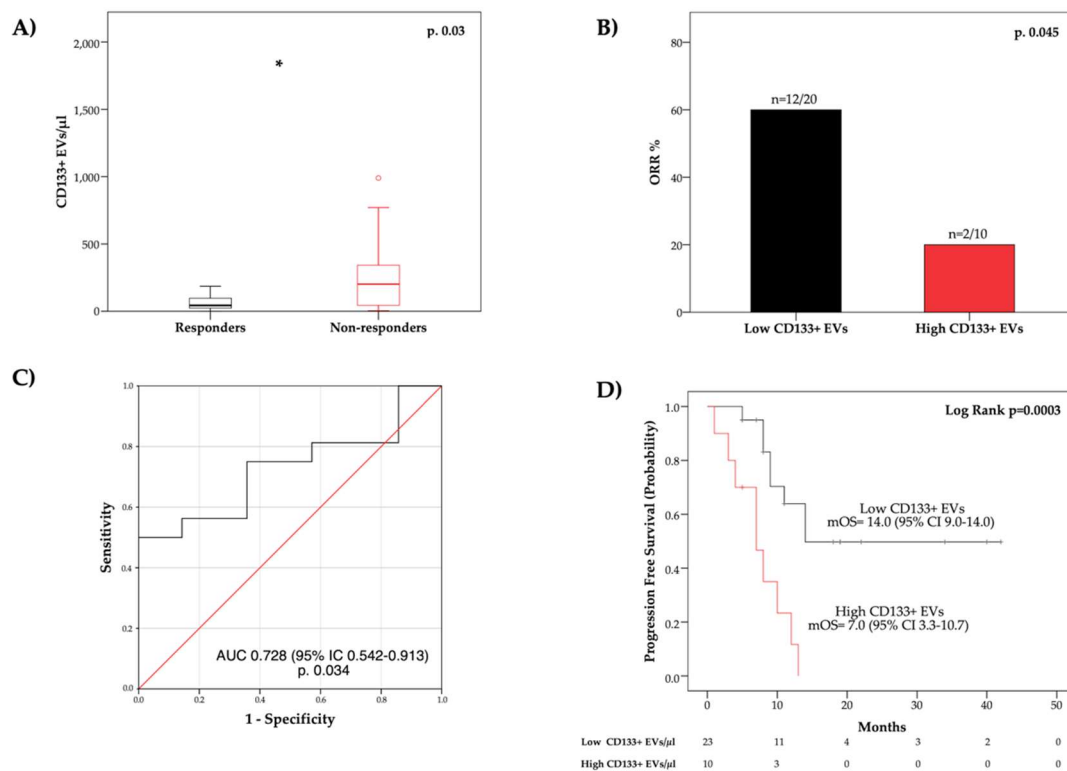 A)
p. 0.03
2,000
1,500
1,000
500
0
CD133+ EVs/µl
*
Responders
Non-responders
B)
p. 0.045
80
60
40
20
0
ORR %
n=12/20
n=2/10
Low CD133+ EVs
High CD133+ EVs
C)
1.0
0.8
0.6
0.4
0.2
0.0
Sensitivity
AUC 0.728 (95% IC 0.542-0.913)
p. 0.034
0.0 0.2 0.4 0.6 0.8 1.0
1 - Specificity
D)
Log Rank p=0.0003
1.0
0.8
0.6
0.4
0.2
0.0
Progression Free Survival (Probability)
Low CD133+ EVs
mOS= 14.0 (95% CI 9.0-14.0)
High CD133+ EVs
mOS= 7.0 (95% CI 3.3-10.7)
0 10 20 30 40 50
Months
Low CD133+ EVs/µl 23 11 4 3 2 0
High CD133+ EVs/µl 10 3 0 0 0 0